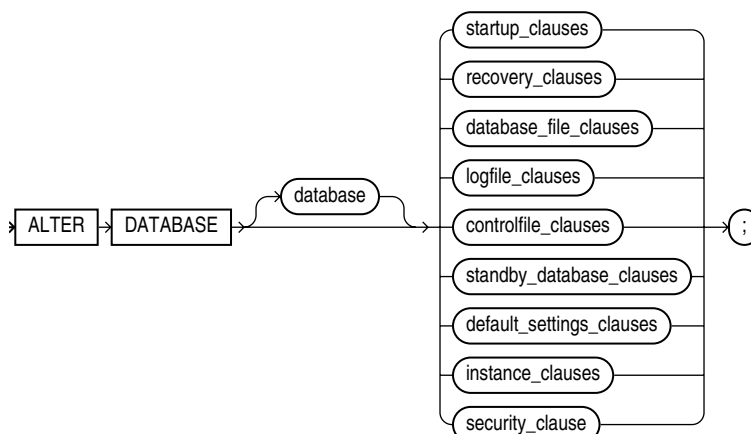 startup_clauses
recovery_clauses
database_file_clauses
logfile_clauses
database
ALTER DATABASE controlfile_clauses ;
standby_database_clauses
default_settings_clauses
instance_clauses
security_clause